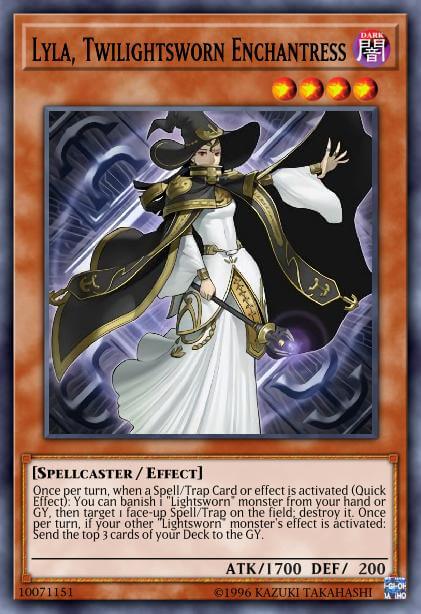 Lyla, Twilightsworn Enchantress
DARK
闇
[Spellcaster / Effect]
Once per turn, when a Spell/Trap Card or effect is activated (Quick
Effect): You can banish 1 "Lightsworn" monster from your hand or
GY, then target 1 face-up Spell/Trap on the field; destroy it. Once
per turn, if your other "Lightsworn" monster's effect is activated:
Send the top 3 cards of your Deck to the GY.
ATK/1700 DEF/ 200
10071151
©1996 KAZUKI TAKAHASHI